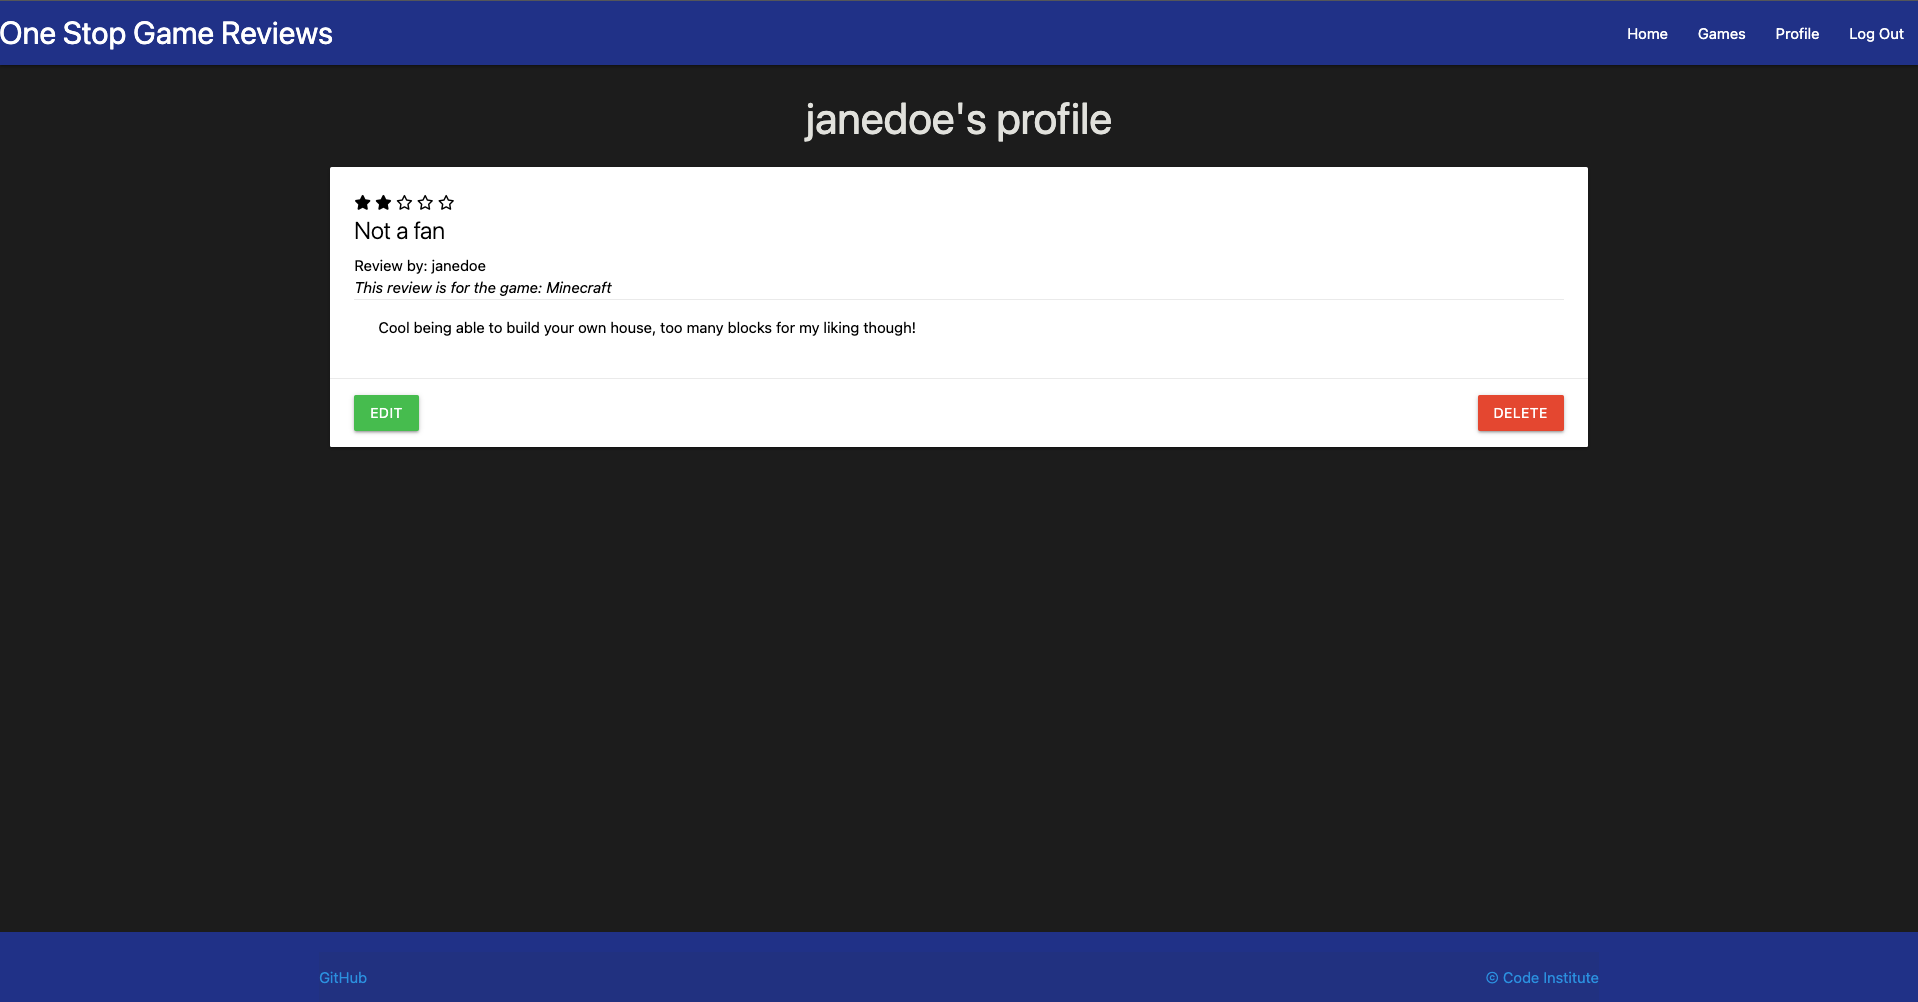 One Stop Game Reviews
Home Games Profile Log Out
janedoe's profile
Not a fan
Review by: janedoe
This review is for the game: Minecraft
Cool being able to build your own house, too many blocks for my liking though!
EDIT DELETE
GitHub © Code Institute